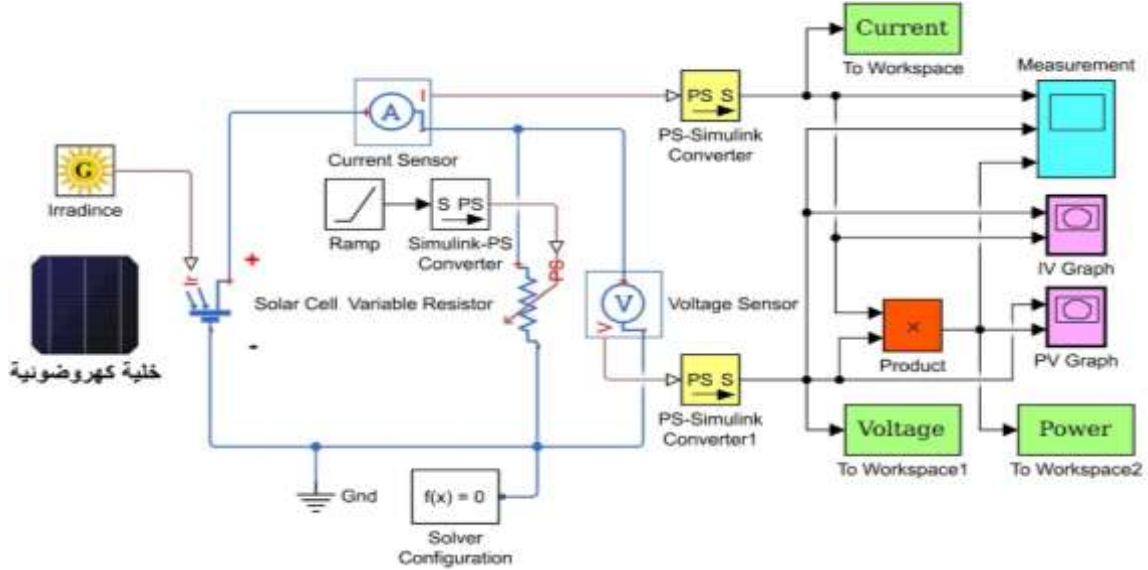 Current
To Workspace
Measurement
A
I
PS S
PS-Simulink
Converter
Current Sensor
G
Irradince
Ramp
S PS
Simulink-PS
Converter
PS
IV Graph
Ir
+
-
Solar Cell
Variable Resistor
V
V
Voltage Sensor
×
Product
PV Graph
خلية كهروضوئية
PS S
PS-Simulink
Converter1
Voltage
To Workspace1
Power
To Workspace2
Gnd
f(x) = 0
Solver
Configuration